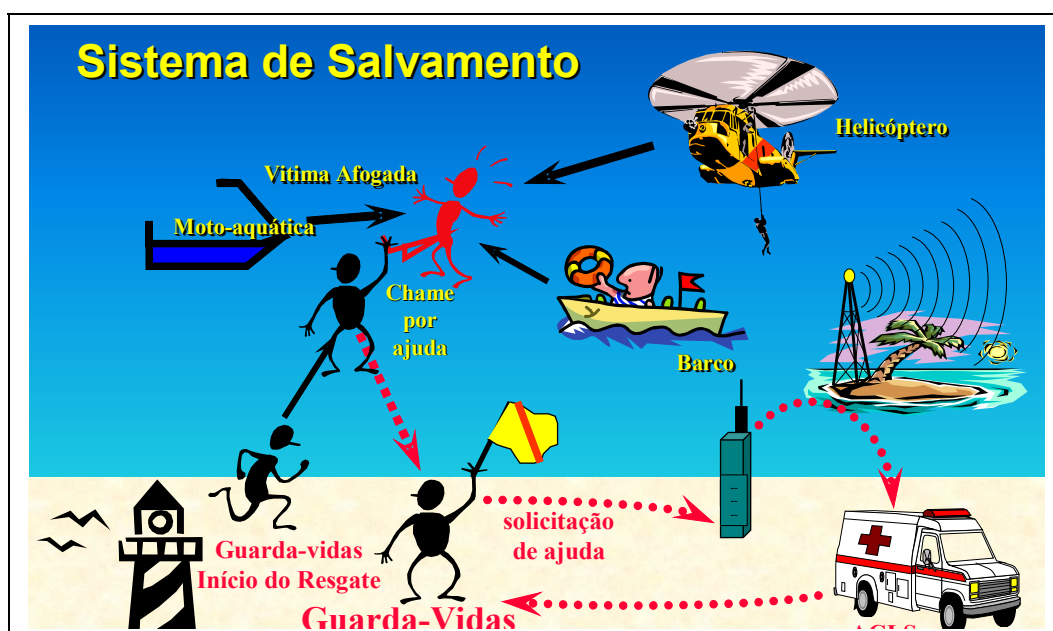 Sistema de Salvamento
Helicóptero
Vitima Afogada
Moto-aquática
Chame
por
ajuda
Barco
solicitação
de ajuda
Guarda-vidas
Início do Resgate
Guarda-Vidas
ACLS